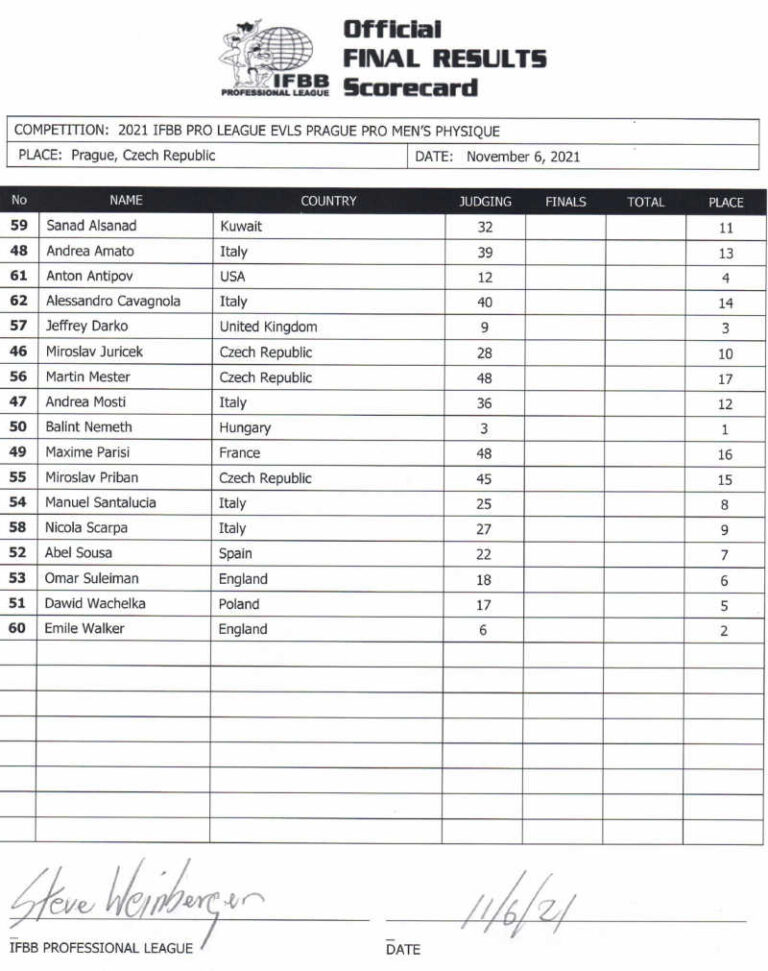 Official
FINAL RESULTS
Scorecard
IFBB
PROFESSIONAL LEAGUE
COMPETITION: 2021 IFBB PRO LEAGUE EVLS PRAGUE PRO MEN'S PHYSIQUE
PLACE: Prague, Czech Republic DATE: November 6, 2021
No NAME COUNTRY JUDGING FINALS TOTAL PLACE
59 Sanad Alsanad Kuwait 32 11
48 Andrea Amato Italy 39 13
61 Anton Antipov USA 12 4
62 Alessandro Cavagnola Italy 40 14
57 Jeffrey Darko United Kingdom 9 3
46 Miroslav Juricek Czech Republic 28 10
56 Martin Mester Czech Republic 48 17
47 Andrea Mosti Italy 36 12
50 Balint Nemeth Hungary 3 1
49 Maxime Parisi France 48 16
55 Miroslav Priban Czech Republic 45 15
54 Manuel Santalucia Italy 25 8
58 Nicola Scarpa Italy 27 9
52 Abel Sousa Spain 22 7
53 Omar Suleiman England 18 6
51 Dawid Wachelka Poland 17 5
60 Emile Walker England 6 2
Steve Weinberger 11/6/21
IFBB PROFESSIONAL LEAGUE DATE